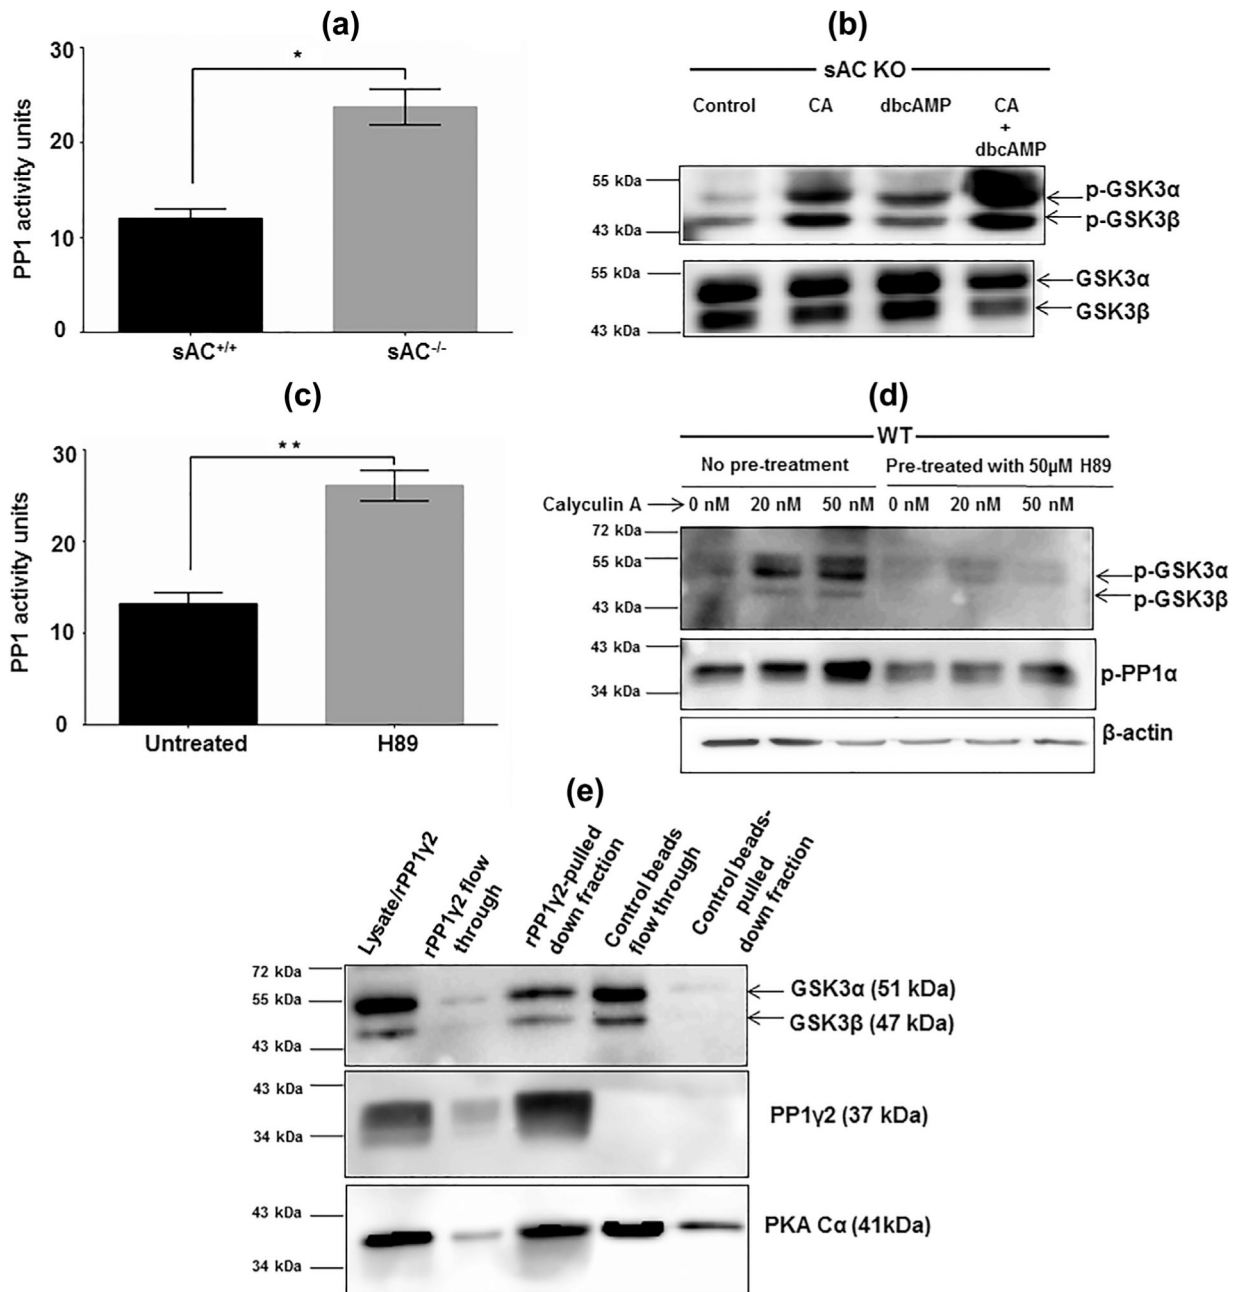 (a)
30
20
10
0
PP1 activity units
*
sAC+/+
sAC-/-
(b)
sAC KO
Control
CA
dbcAMP
CA
+
dbcAMP
55 kDa
43 kDa
p-GSK3α
p-GSK3β
55 kDa
43 kDa
GSK3α
GSK3β
(c)
30
20
10
0
PP1 activity units
**
Untreated
H89
(d)
WT
No pre-treatment
Pre-treated with 50µM H89
Calyculin A
0 nM
20 nM
50 nM
0 nM
20 nM
50 nM
72 kDa
55 kDa
43 kDa
p-GSK3α
p-GSK3β
43 kDa
34 kDa
p-PP1α
β-actin
(e)
Lysate/rPP1γ2
rPP1γ2 flow
through
rPP1γ2-pulled
down fraction
Control beads
flow through
Control beads-
pulled
down fraction
72 kDa
55 kDa
43 kDa
GSK3α (51 kDa)
GSK3β (47 kDa)
43 kDa
34 kDa
PP1γ2 (37 kDa)
43 kDa
34 kDa
PKA Cα (41kDa)